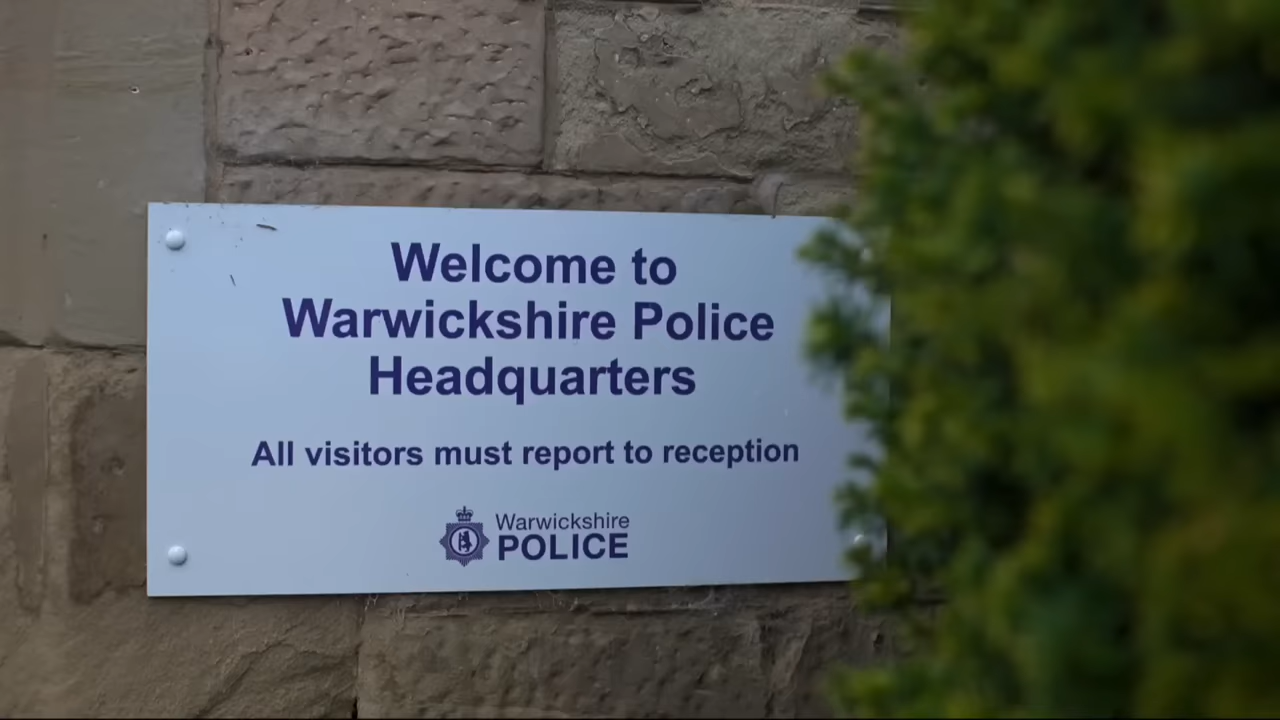 Welcome to
Warwickshire Police
Headquarters
All visitors must report to reception
Warwickshire
POLICE